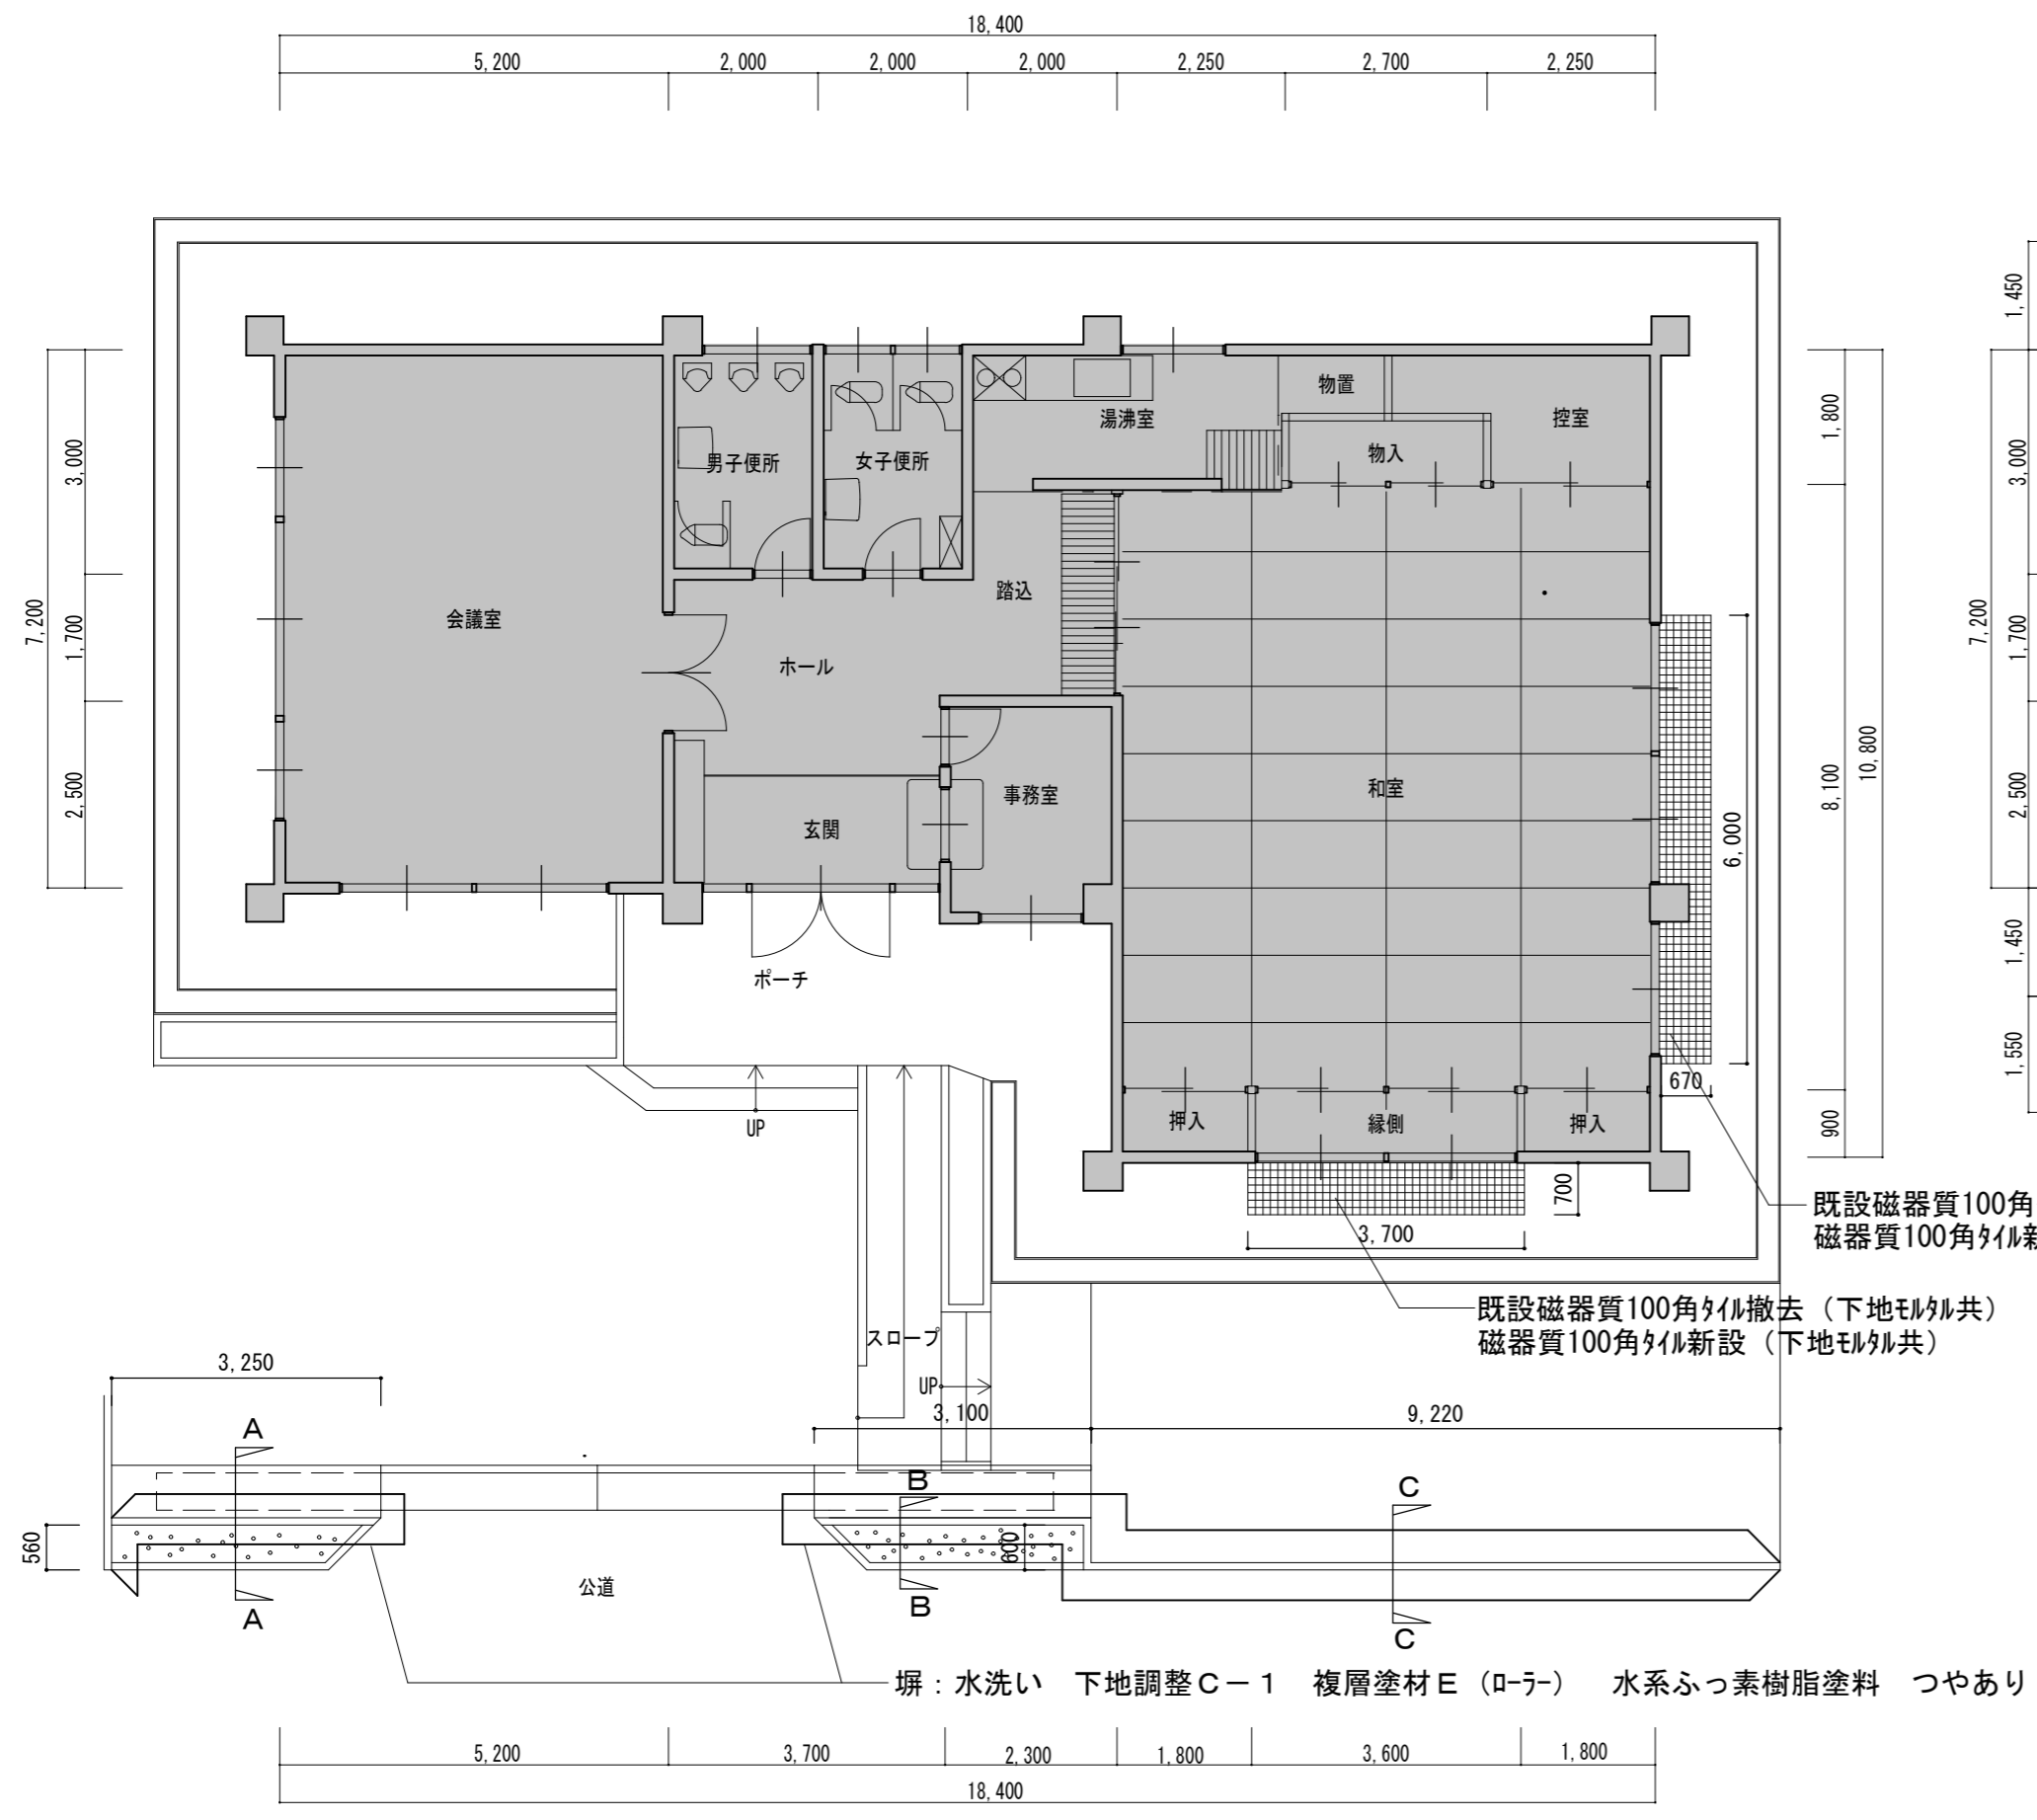 18,400
5,200 2,000 2,000 2,000 2,250 2,700 2,250
7,200
3,000
1,700
2,500
会議室
男子便所
女子便所
湯沸室
物置
物入
控室
踏込
ホール
事務室
玄関
和室
ポーチ
UP
押入
縁側
押入
1,800
8,100
900
10,800
6,000
670
700
3,700
1,450
3,000
1,700
2,500
1,450
1,550
7,200
既設磁器質100角
磁器質100角ﾀｲﾙ新
既設磁器質100角ﾀｲﾙ撤去（下地ﾓﾙﾀﾙ共）
磁器質100角ﾀｲﾙ新設（下地ﾓﾙﾀﾙ共）
スロープ
UP
3,250
3,100
9,220
A
B
C
560
600
公道
A
B
C
塀：水洗い　下地調整Ｃ－１　複層塗材Ｅ（ﾛｰﾗｰ）　水系ふっ素樹脂塗料　つやあり
5,200 3,700 2,300 1,800 3,600 1,800
18,400